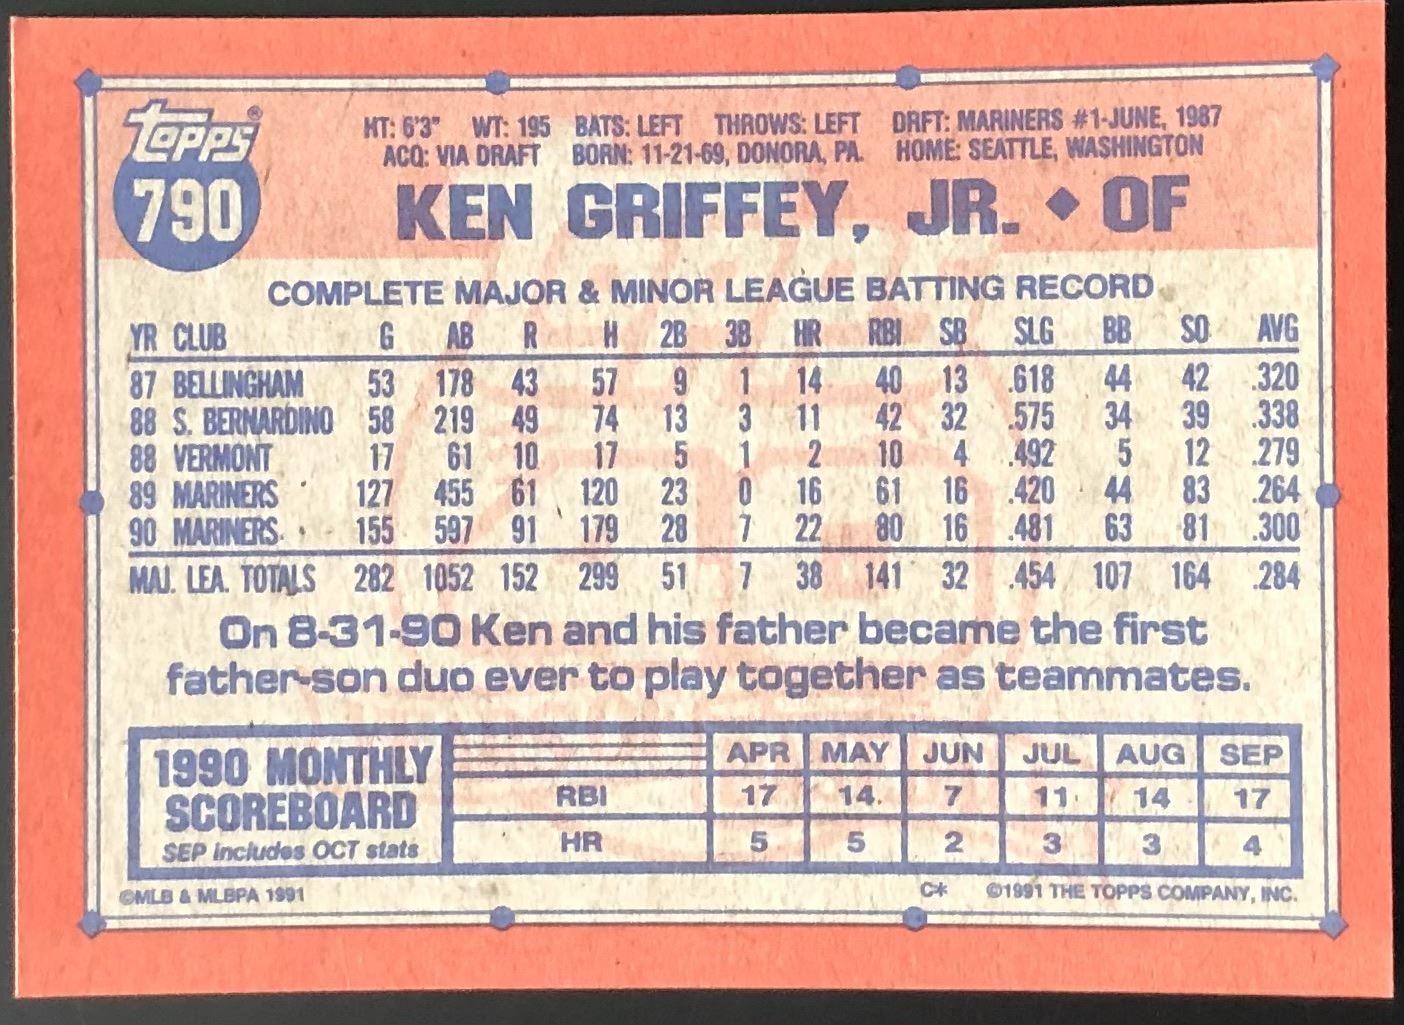 Topps®
790
HT: 6'3" WT: 195 BATS: LEFT THROWS: LEFT DRFT: MARINERS #1-JUNE, 1987
ACQ: VIA DRAFT BORN: 11-21-69, DONORA, PA. HOME: SEATTLE, WASHINGTON
KEN GRIFFEY, JR. ♦ OF
COMPLETE MAJOR & MINOR LEAGUE BATTING RECORD
YR CLUB G AB R H 2B 3B HR RBI SB SLG BB SO AVG
87 BELLINGHAM 53 178 43 57 9 1 14 40 13 .618 44 42 .320
88 S. BERNARDINO 58 219 49 74 13 3 11 42 32 .575 34 39 .338
88 VERMONT 17 61 10 17 5 1 2 10 4 .492 5 12 .279
89 MARINERS 127 455 61 120 23 0 16 61 16 .420 44 83 .264
90 MARINERS 155 597 91 179 28 7 22 80 16 .481 63 81 .300
MAJ. LEA. TOTALS 282 1052 152 299 51 7 38 141 32 .454 107 164 .284
On 8-31-90 Ken and his father became the first
father-son duo ever to play together as teammates.
1990 MONTHLY
SCOREBOARD
SEP includes OCT stats
APR MAY JUN JUL AUG SEP
RBI 17 14 7 11 14 17
HR 5 5 2 3 3 4
©MLB & MLBPA 1991
C* ©1991 THE TOPPS COMPANY, INC.